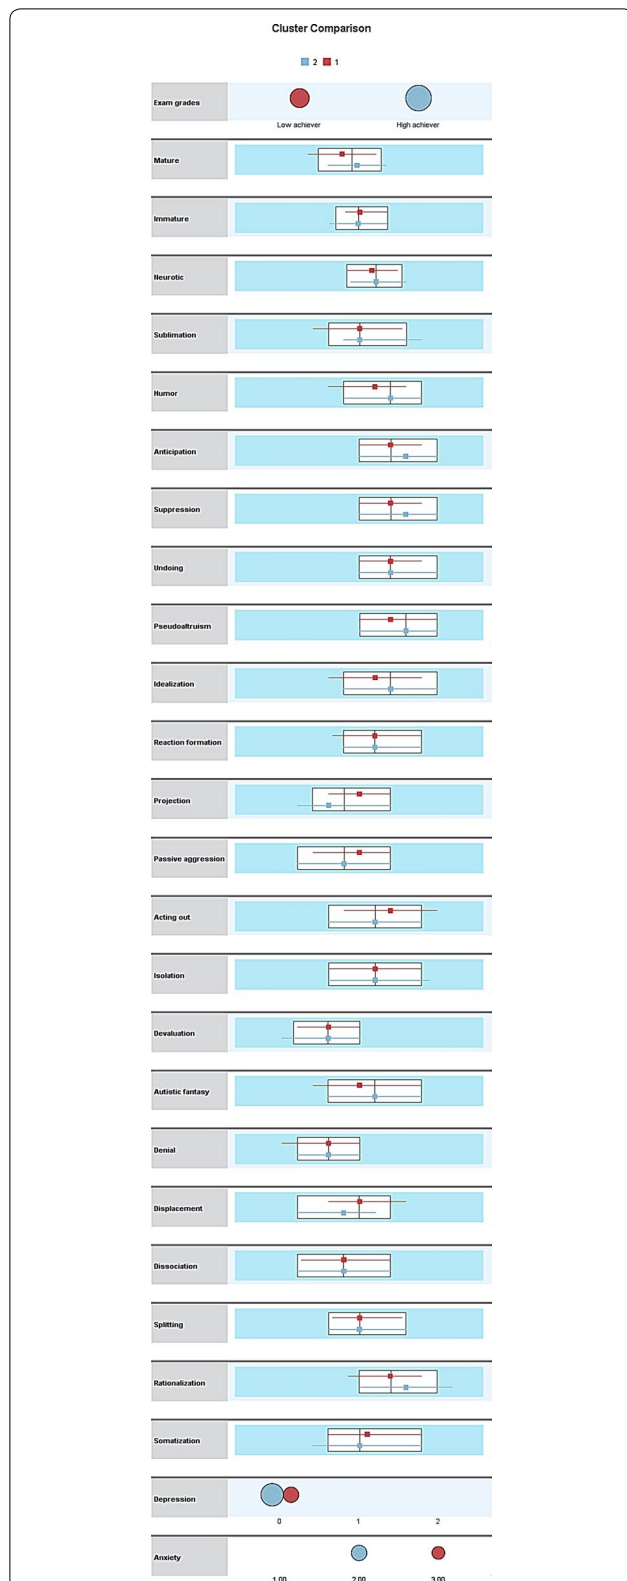 Cluster Comparison
2 1
Exam grades
Low achiever High achiever
Mature
Immature
Neurotic
Sublimation
Humor
Anticipation
Suppression
Undoing
Pseudoaltruism
Idealization
Reaction formation
Projection
Passive aggression
Acting out
Isolation
Devaluation
Autistic fantasy
Denial
Displacement
Dissociation
Splitting
Rationalization
Somatization
Depression
0 1 2
Anxiety
1.00 2.00 3.00